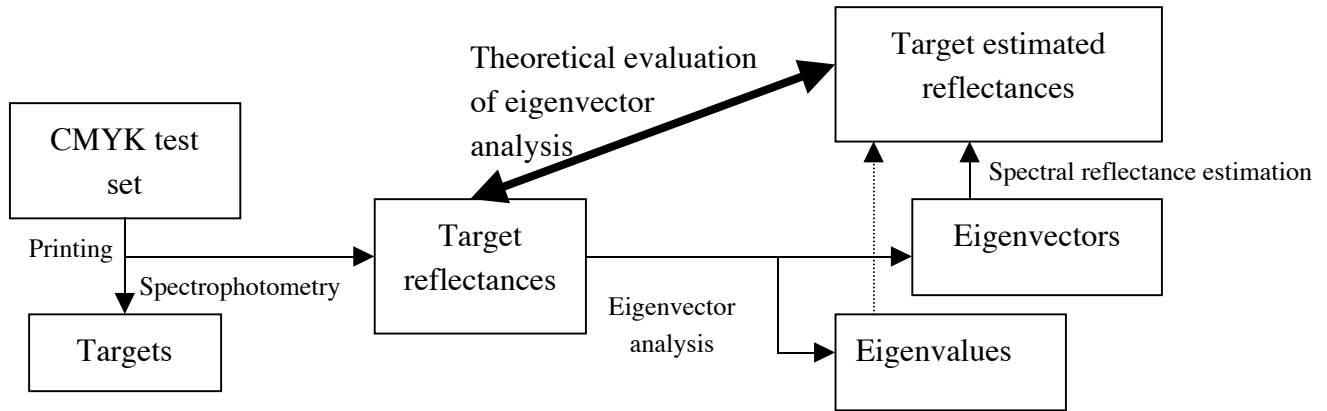 CMYK test
set
Printing
Spectrophotometry
Targets
Theoretical evaluation
of eigenvector
analysis
Target
reflectances
Eigenvector
analysis
Target estimated
reflectances
Spectral reflectance estimation
Eigenvectors
Eigenvalues